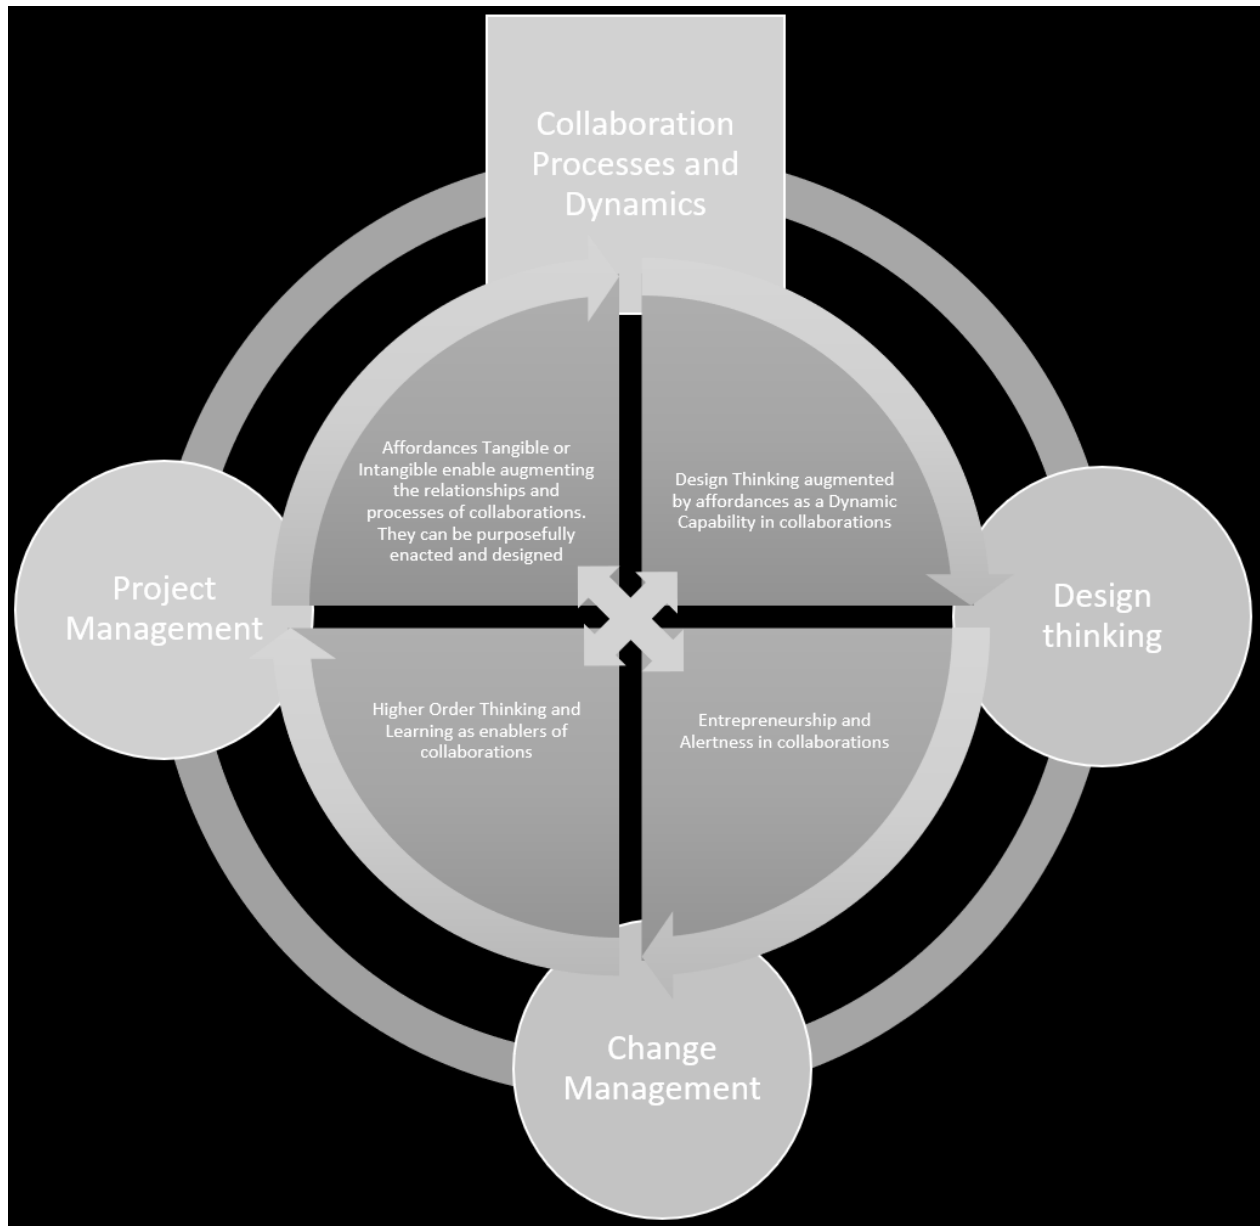 Collaboration
Processes and
Dynamics
Affordances Tangible or
Intangible enable augmenting
the relationships and
processes of collaborations.
They can be purposefully
enacted and designed
Design Thinking augmented
by affordances as a Dynamic
Capability in collaborations
Project
Management
Design
thinking
Higher Order Thinking and
Learning as enablers of
collaborations
Entrepreneurship and
Alertness in collaborations
Change
Management